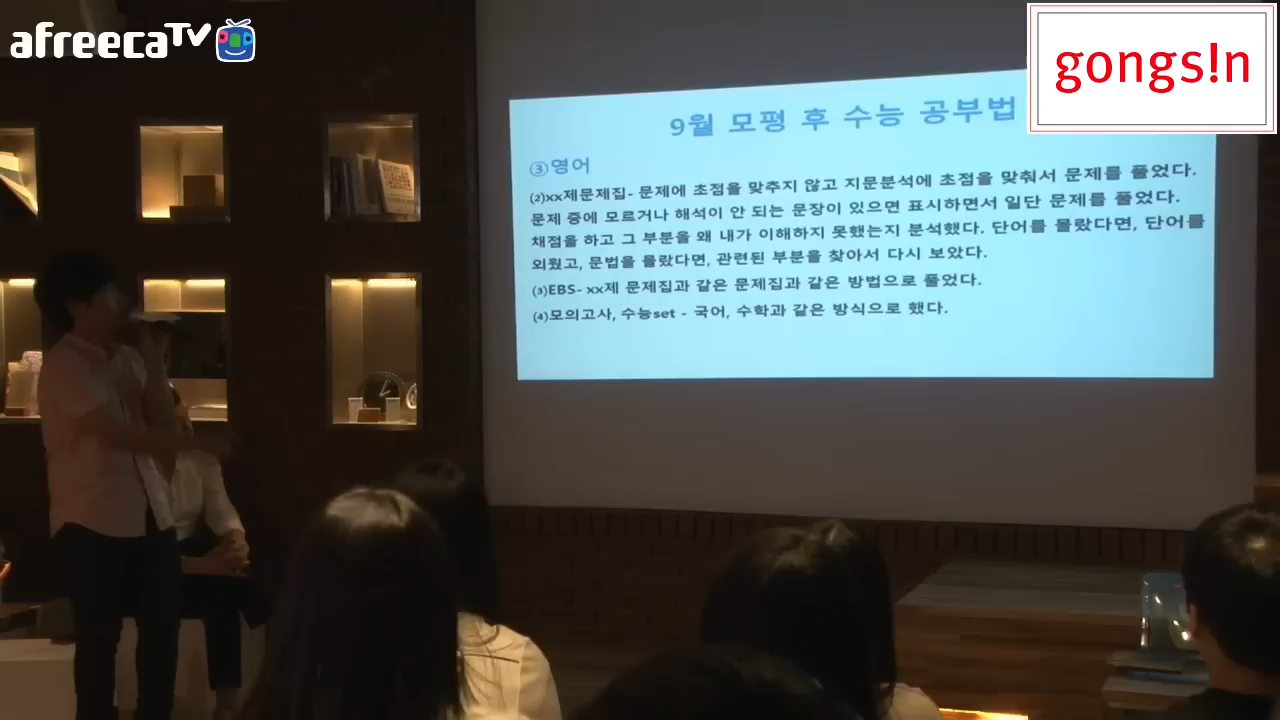 afreecaTV
gongs!n
9월 모평 후 수능 공부법
③영어
(2)xx제문제집- 문제에 초점을 맞추지 않고 지문분석에 초점을 맞춰서 문제를 풀었다.
문제 중에 모르거나 해석이 안 되는 문장이 있으면 표시하면서 일단 문제를 풀었다.
채점을 하고 그 부분을 왜 내가 이해하지 못했는지 분석했다. 단어를 몰랐다면, 단어를
외웠고, 문법을 몰랐다면, 관련된 부분을 찾아서 다시 보았다.
(3)EBS- xx제 문제집과 같은 문제집과 같은 방법으로 풀었다.
(4)모의고사, 수능set - 국어, 수학과 같은 방식으로 했다.